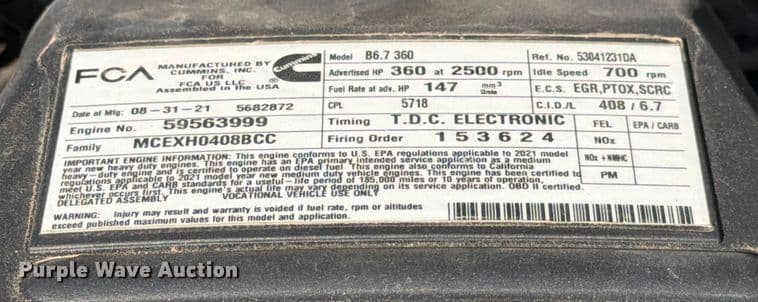 FCA MANUFACTURED BY CUMMINS, INC. FOR FCA US LLC Assembled in the USA
Cummins
Date of Mfg: 08-31-21 5682872
Engine No. 59563999
Family MCEXH0408BCC
Model B6.7 360 Ref. No. 53041231DA
Advertised HP 360 at 2500 rpm Idle Speed 700 rpm
Fuel Rate at adv. HP 147 mm³ Stroke E.C.S. EGR,PTOX,SCRC
CPL 5718 C.I.D./L 408 / 6.7
Timing T.D.C. ELECTRONIC FEL EPA / CARB
Firing Order 1 5 3 6 2 4 NOx
NOx + NMHC
PM
IMPORTANT ENGINE INFORMATION: This engine conforms to U.S. EPA regulations applicable to 2021 model
year new heavy duty engines. This engine has an EPA primary intended service application as a medium
heavy-duty engine and is certified to operate on diesel fuel. This engine also conforms to California
regulations applicable to 2021 model year new medium duty vehicle engines. This engine has been certified to
meet U.S. EPA and CARB standards for a useful-life period of 185,000 miles or 10 years of operation,
whichever occurs first. This engine's actual life may vary depending on its service application. OBD II certified.
DELEGATED ASSEMBLY VOCATIONAL VEHICLE USE ONLY
WARNING: Injury may result and warranty is voided if fuel rate, rpm or altitudes
exceed published maximum values for this model and application.
Purple Wave Auction